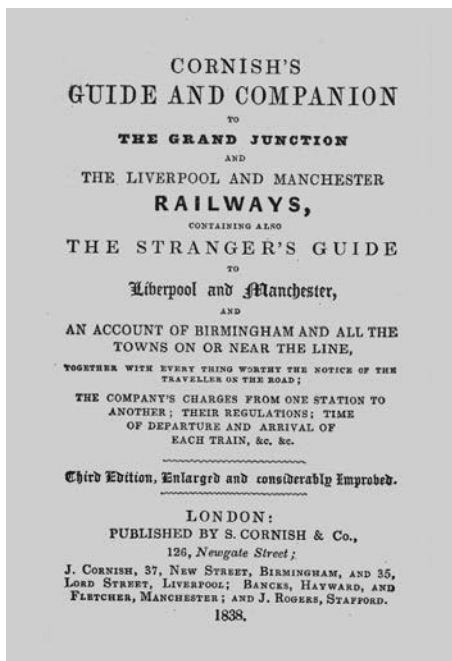 CORNISH'S
GUIDE AND COMPANION
TO
THE GRAND JUNCTION
AND
THE LIVERPOOL AND MANCHESTER
RAILWAYS,
CONTAINING ALSO
THE STRANGER'S GUIDE
TO
Liverpool and Manchester,
AND
AN ACCOUNT OF BIRMINGHAM AND ALL THE
TOWNS ON OR NEAR THE LINE,
TOGETHER WITH EVERY THING WORTHY THE NOTICE OF THE
TRAVELLER ON THE ROAD;
THE COMPANY'S CHARGES FROM ONE STATION TO
ANOTHER; THEIR REGULATIONS; TIME
OF DEPARTURE AND ARRIVAL OF
EACH TRAIN, &c. &c.
Third Edition, Enlarged and considerably Improved.
LONDON:
PUBLISHED BY S. CORNISH & Co.,
126, Newgate Street;
J. CORNISH, 37, NEW STREET, BIRMINGHAM, AND 35,
LORD STREET, LIVERPOOL; BANCKS, HAYWARD, AND
FLETCHER, MANCHESTER; AND J. ROGERS, STAFFORD.
1838.